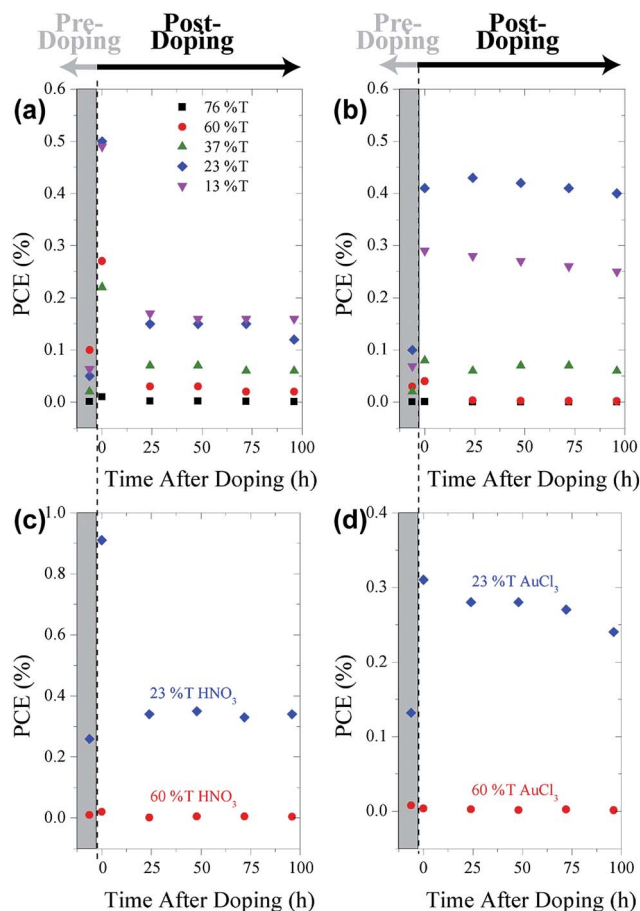 Pre-
Doping
Post-
Doping
Pre-
Doping
Post-
Doping
(a)
PCE (%)
0.6
0.5
0.4
0.3
0.2
0.1
0.0
76 %T
60 %T
37 %T
23 %T
13 %T
0 25 50 75 100
Time After Doping (h)
(b)
PCE (%)
0.6
0.5
0.4
0.3
0.2
0.1
0.0
0 25 50 75 100
Time After Doping (h)
(c)
PCE (%)
1.0
0.8
0.6
0.4
0.2
0.0
23 %T HNO₃
60 %T HNO₃
0 25 50 75 100
Time After Doping (h)
(d)
PCE (%)
0.4
0.3
0.2
0.1
0.0
23 %T AuCl₃
60 %T AuCl₃
0 25 50 75 100
Time After Doping (h)